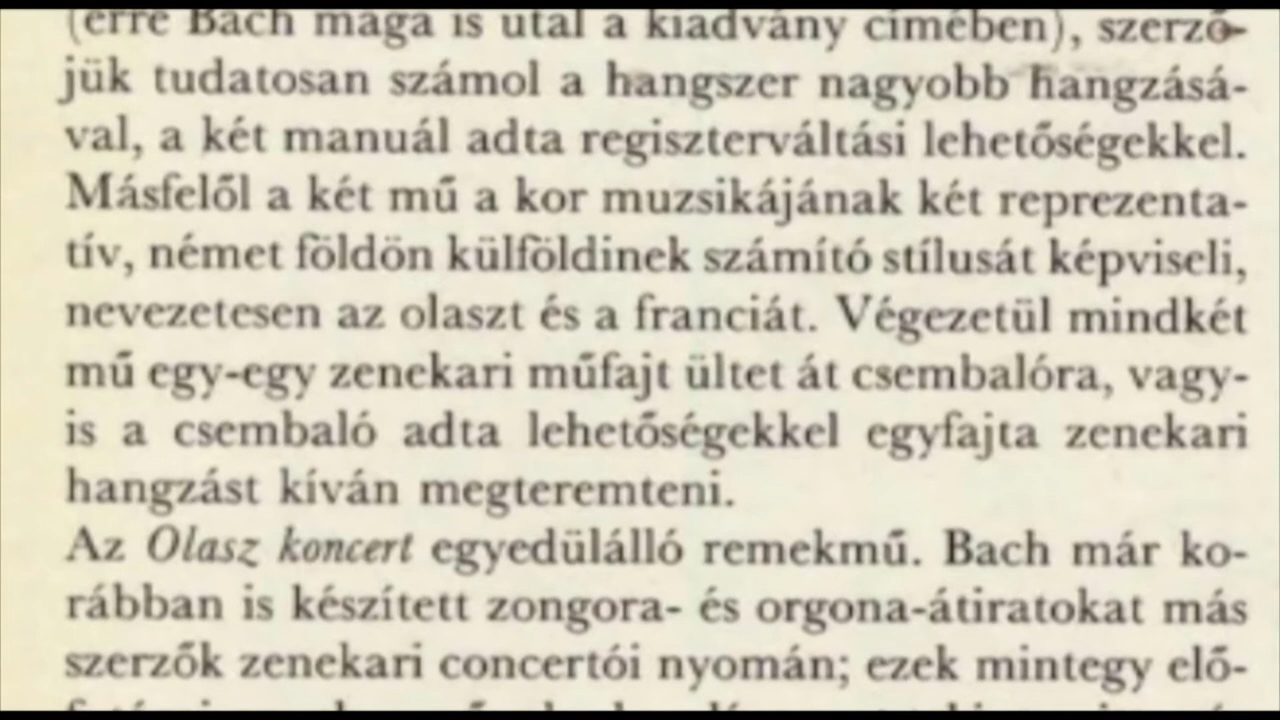 (erre Bach maga is utal a kiadvány címében), szerző-
jük tudatosan számol a hangszer nagyobb hangzásá-
val, a két manuál adta regiszterváltási lehetőségekkel.
Másfelől a két mű a kor muzsikájának két reprezenta-
tív, német földön külföldinek számító stílusát képviseli,
nevezetesen az olaszt és a franciát. Végezetül mindkét
mű egy-egy zenekari műfajt ültet át csembalóra, vagy-
is a csembaló adta lehetőségekkel egyfajta zenekari
hangzást kíván megteremteni.
Az Olasz koncert egyedülálló remekmű. Bach már ko-
rábban is készített zongora- és orgona-átiratokat más
szerzők zenekari concertói nyomán; ezek mintegy elő-